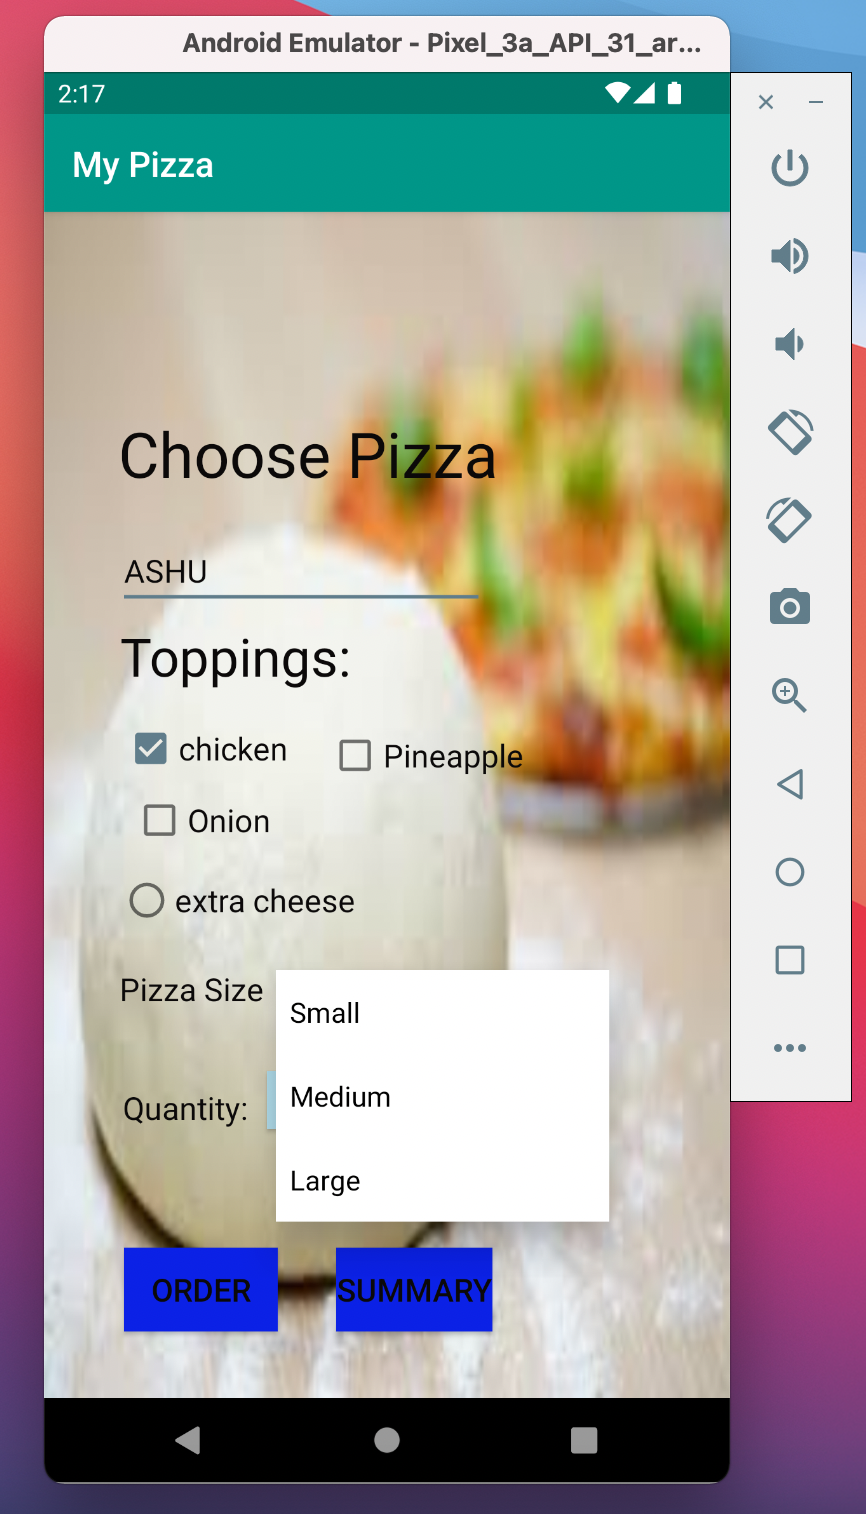 Android Emulator - Pixel_3a_API_31_ar...
2:17
My Pizza
Choose Pizza
ASHU
Toppings:
chicken
Pineapple
Onion
extra cheese
Pizza Size
Small
Medium
Quantity:
Large
ORDER
SUMMARY